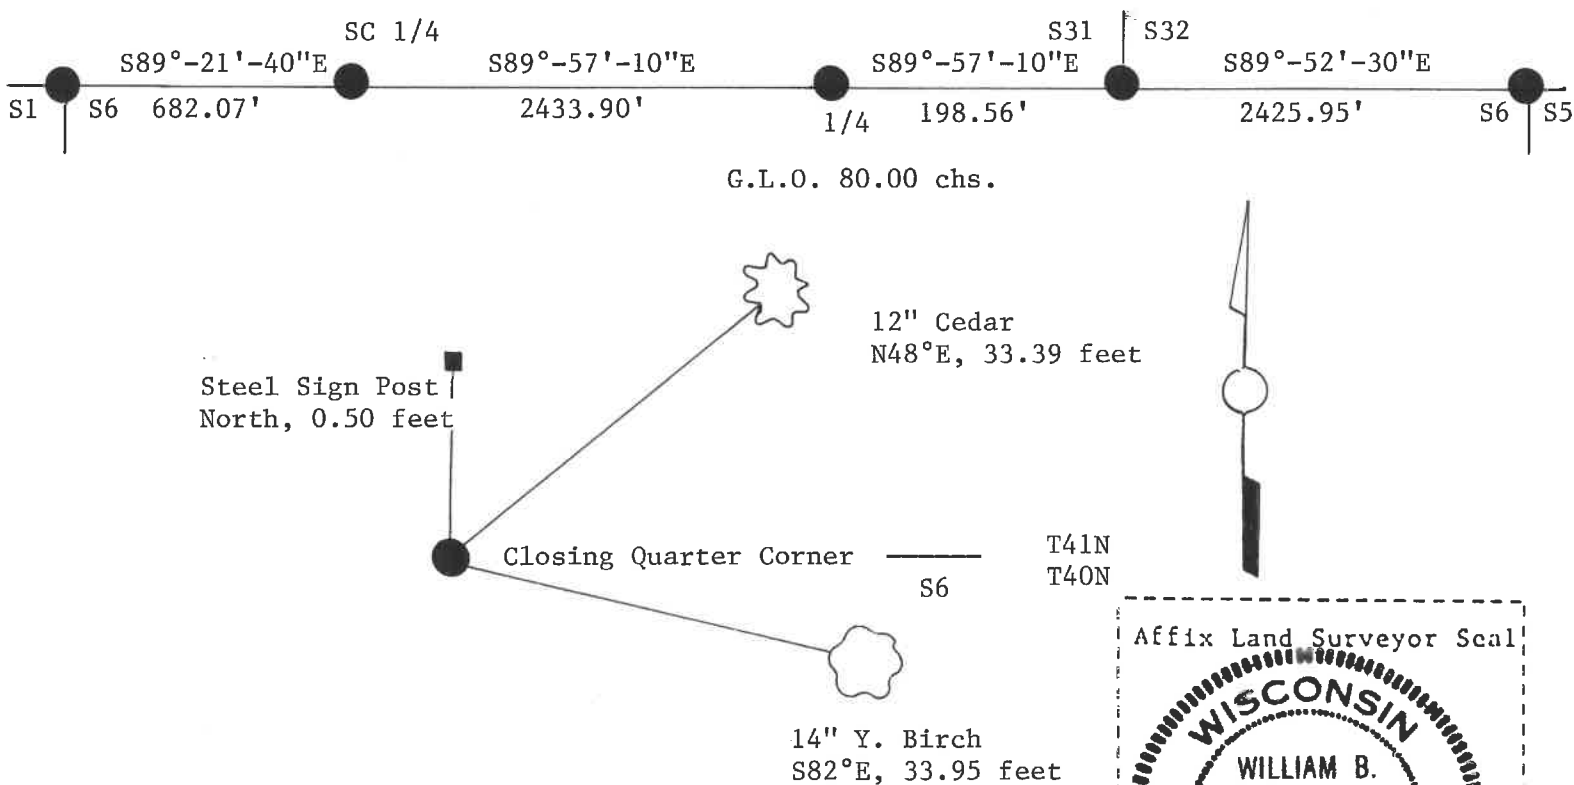 SC 1/4
S31 S32
S89°-21'-40"E S89°-57'-10"E S89°-57'-10"E S89°-52'-30"E
S1 S6 682.07' 2433.90' 1/4 198.56' 2425.95' S6 S5
G.L.O. 80.00 chs.
12" Cedar
N48°E, 33.39 feet
Steel Sign Post
North, 0.50 feet
Closing Quarter Corner
S6
T41N
T40N
Affix Land Surveyor Seal
WISCONSIN
WILLIAM B.
14" Y. Birch
S82°E, 33.95 feet